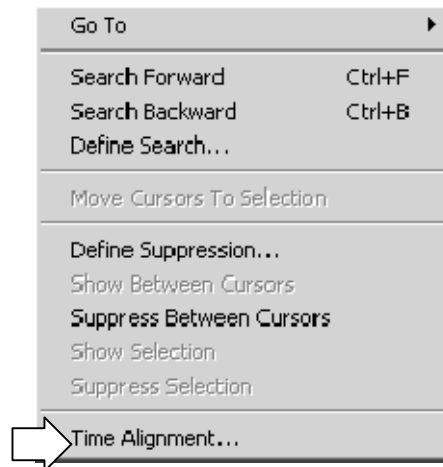 Go To
Search Forward Ctrl+F
Search Backward Ctrl+B
Define Search...
Move Cursors To Selection
Define Suppression...
Show Between Cursors
Suppress Between Cursors
Show Selection
Suppress Selection
Time Alignment...